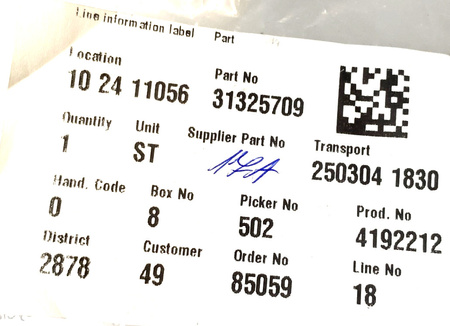 Line information label Part
Location Part No
10 24 11056 31325709
Quantity Unit Supplier Part No Transport
1 ST 250304 1830
Hand. Code Box No Picker No Prod. No
0 8 502 4192212
District Customer Order No Line No
2878 49 85059 18